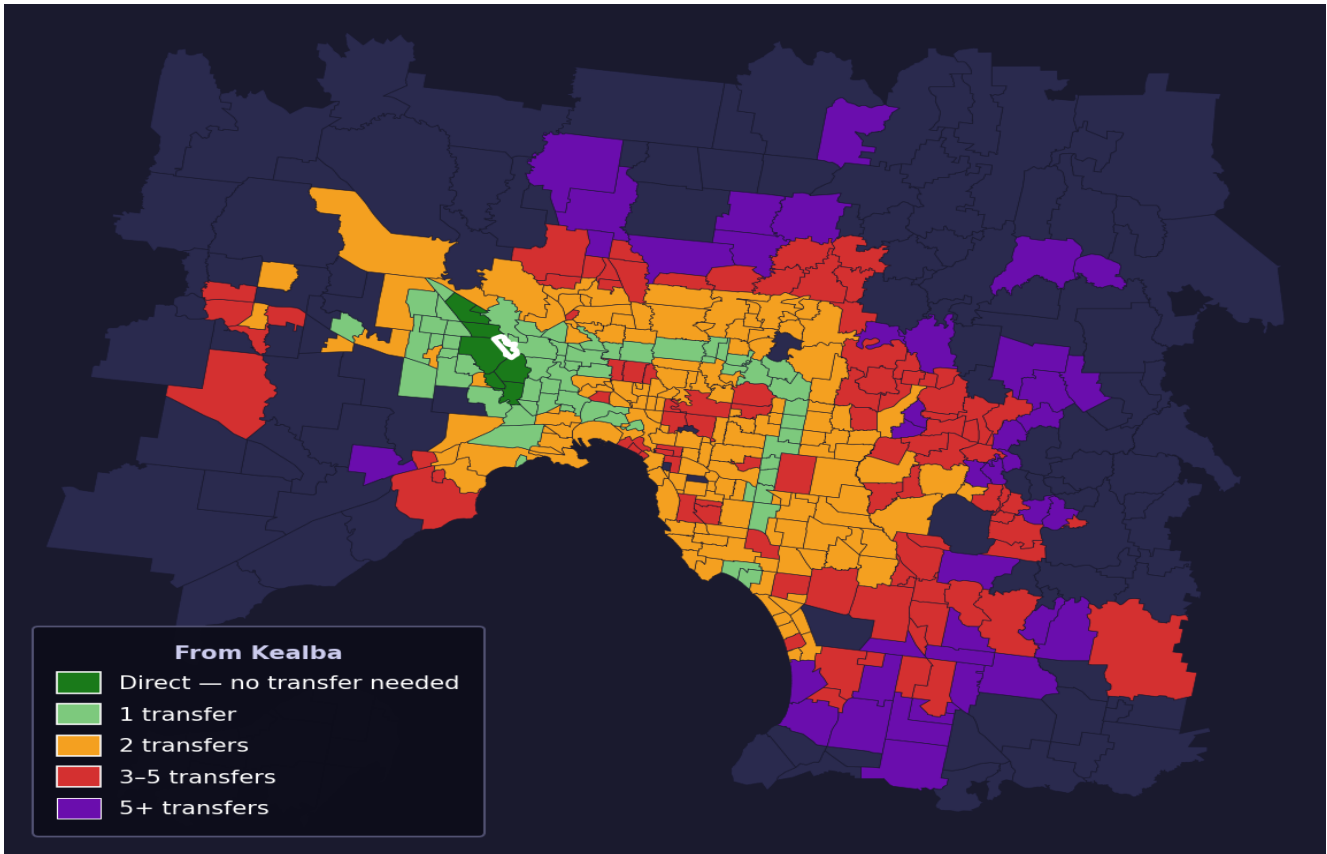 From Kealba
Direct — no transfer needed
1 transfer
2 transfers
3–5 transfers
5+ transfers